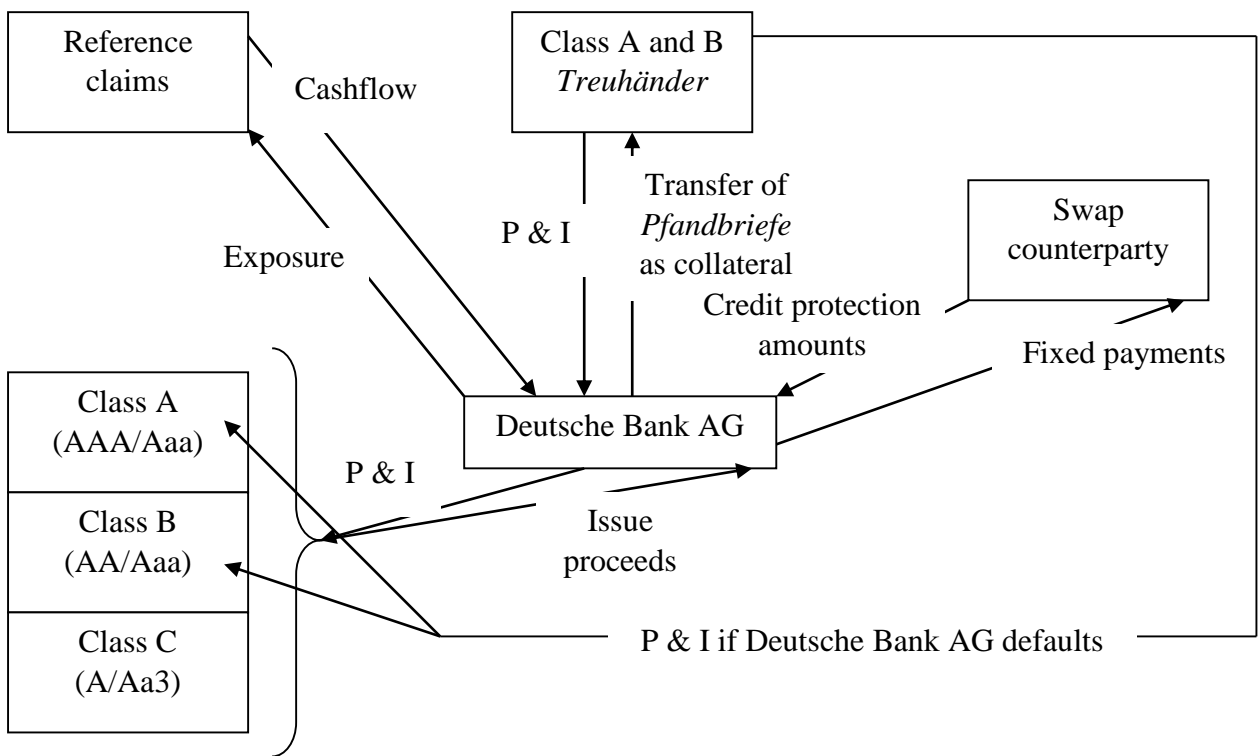 Reference
claims
Cashflow
Exposure
Class A and B
Treuhänder
P & I
Transfer of
Pfandbriefe
as collateral
Swap
counterparty
Credit protection
amounts
Fixed payments
Deutsche Bank AG
Class A
(AAA/Aaa)
Class B
(AA/Aaa)
Class C
(A/Aa3)
P & I
Issue
proceeds
P & I if Deutsche Bank AG defaults